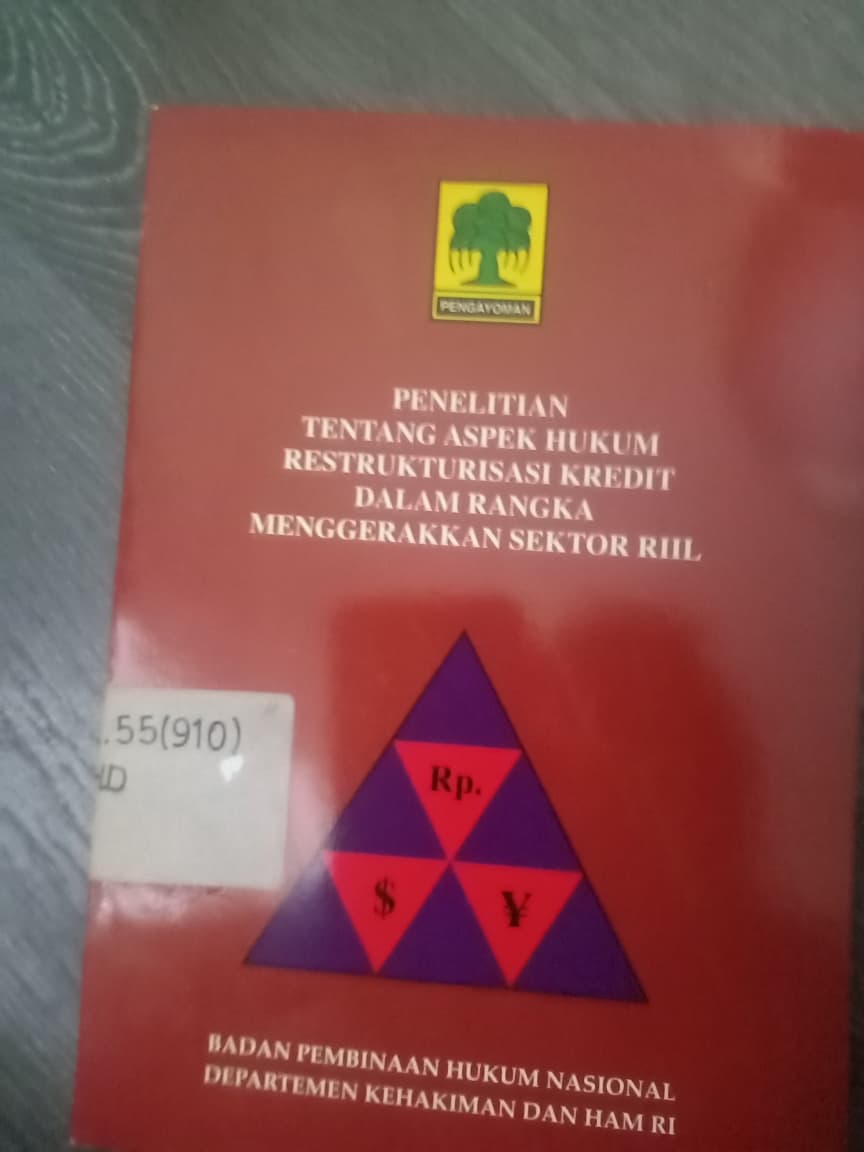 PENGAYOMAN
PENELITIAN
TENTANG ASPEK HUKUM
RESTRUKTURISASI KREDIT
DALAM RANGKA
MENGGERAKKAN SEKTOR RIIL
.55(910)
Rp.
$
¥
BADAN PEMBINAAN HUKUM NASIONAL
DEPARTEMEN KEHAKIMAN DAN HAM RI